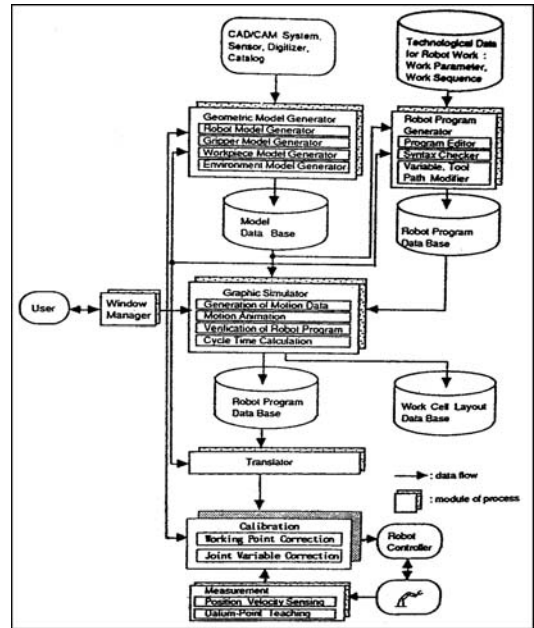 CAD/CAM System,
Sensor, Digitizer,
Catalog
Technological Data
for Robot Work :
Work Parameter,
Work Sequence
Geometric Model Generator
Robot Model Generator
Gripper Model Generator
Workpiece Model Generator
Environment Model Generator
Robot Program
Generator
Program Editor
Syntax Checker
Variable, Tool
Path Modifier
Model
Data Base
Robot Program
Data Base
User
Window
Manager
Graphic Simulator
Generation of Motion Data
Motion Animation
Verification of Robot Program
Cycle Time Calculation
Robot Program
Data Base
Work Cell Layout
Data Base
Translator
: data flow
: module of process
Calibration
Working Point Correction
Joint Variable Correction
Robot
Controller
Measurement
Position Velocity Sensing
Datum-Point Teaching